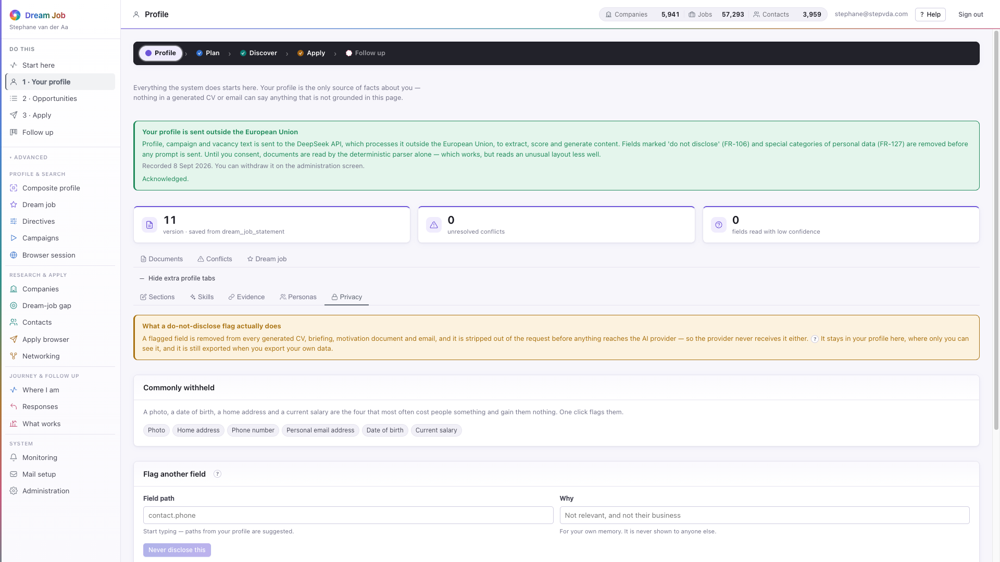 Dream Job
Stephane van der Aa
DO THIS
Start here
1 · Your profile
2 · Opportunities
3 · Apply
Follow up
ADVANCED
PROFILE & SEARCH
Composite profile
Dream job
Directives
Campaigns
Browser session
RESEARCH & APPLY
Companies
Dream-job gap
Contacts
Apply browser
Networking
JOURNEY & FOLLOW UP
Where I am
Responses
What works
SYSTEM
Monitoring
Mail setup
Administration
Profile
Companies 5,941 Jobs 57,293 Contacts 3,959
stephane@stepvda.com
? Help
Sign out
Profile › Plan › Discover › Apply › Follow up
Everything the system does starts here. Your profile is the only source of facts about you —
nothing in a generated CV or email can say anything that is not grounded in this page.
Your profile is sent outside the European Union
Profile, campaign and vacancy text is sent to the DeepSeek API, which processes it outside the European Union, to extract, score and generate content. Fields marked 'do not disclose' (FR-106) and special categories of personal data (FR-127) are removed before
any prompt is sent. Until you consent, documents are read by the deterministic parser alone — which works, but reads an unusual layout less well.
Recorded 8 Sept 2026. You can withdraw it on the administration screen.
Acknowledged.
11
version · saved from dream_job_statement
0
unresolved conflicts
0
fields read with low confidence
Documents Conflicts Dream job
— Hide extra profile tabs
Sections Skills Evidence Personas Privacy
What a do-not-disclose flag actually does
A flagged field is removed from every generated CV, briefing, motivation document and email, and it is stripped out of the request before anything reaches the AI provider — so the provider never receives it either. ? It stays in your profile here, where only you can
see it, and it is still exported when you export your own data.
Commonly withheld
A photo, a date of birth, a home address and a current salary are the four that most often cost people something and gain them nothing. One click flags them.
Photo Home address Phone number Personal email address Date of birth Current salary
Flag another field ?
Field path
contact.phone
Start typing — paths from your profile are suggested.
Why
Not relevant, and not their business
For your own memory. It is never shown to anyone else.
Never disclose this